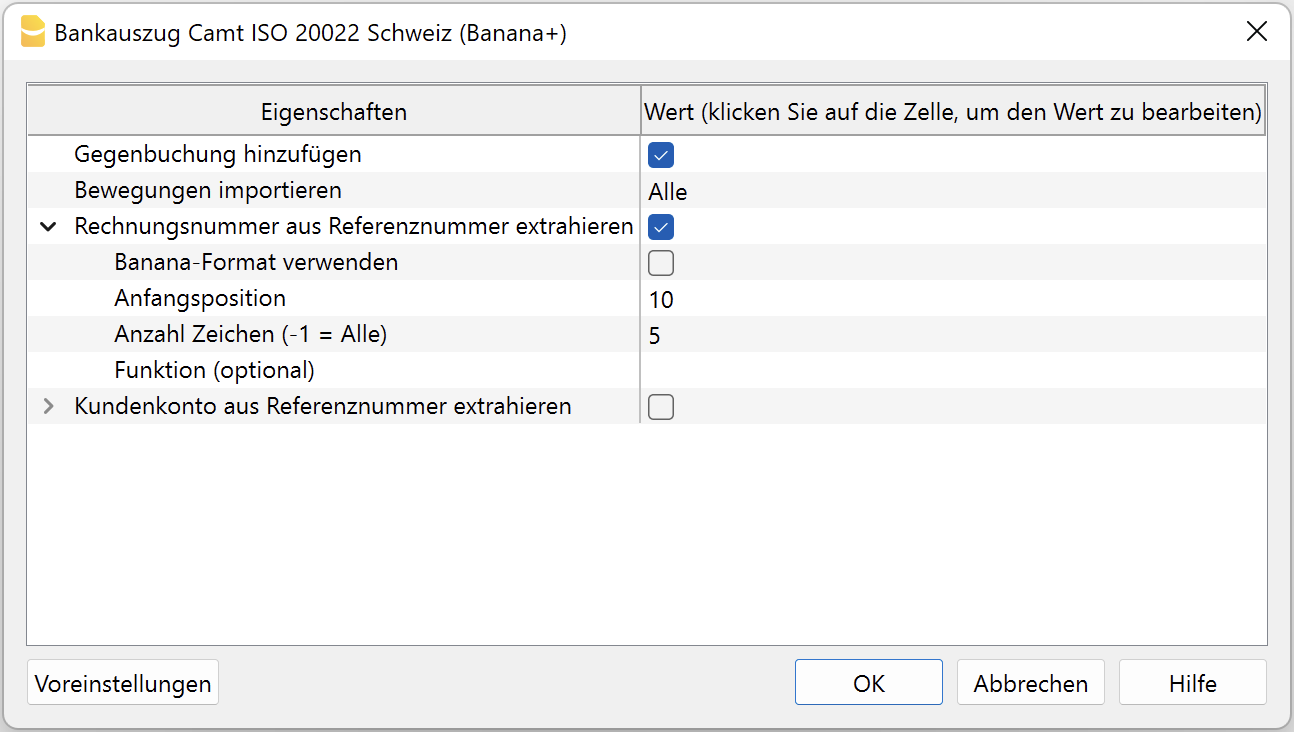 Bankauszug Camt ISO 20022 Schweiz (Banana+)
Eigenschaften
Wert (klicken Sie auf die Zelle, um den Wert zu bearbeiten)
Gegenbuchung hinzufügen
Bewegungen importieren Alle
Rechnungsnummer aus Referenznummer extrahieren
Banana-Format verwenden
Anfangsposition 10
Anzahl Zeichen (-1 = Alle) 5
Funktion (optional)
Kundenkonto aus Referenznummer extrahieren
Voreinstellungen OK Abbrechen Hilfe